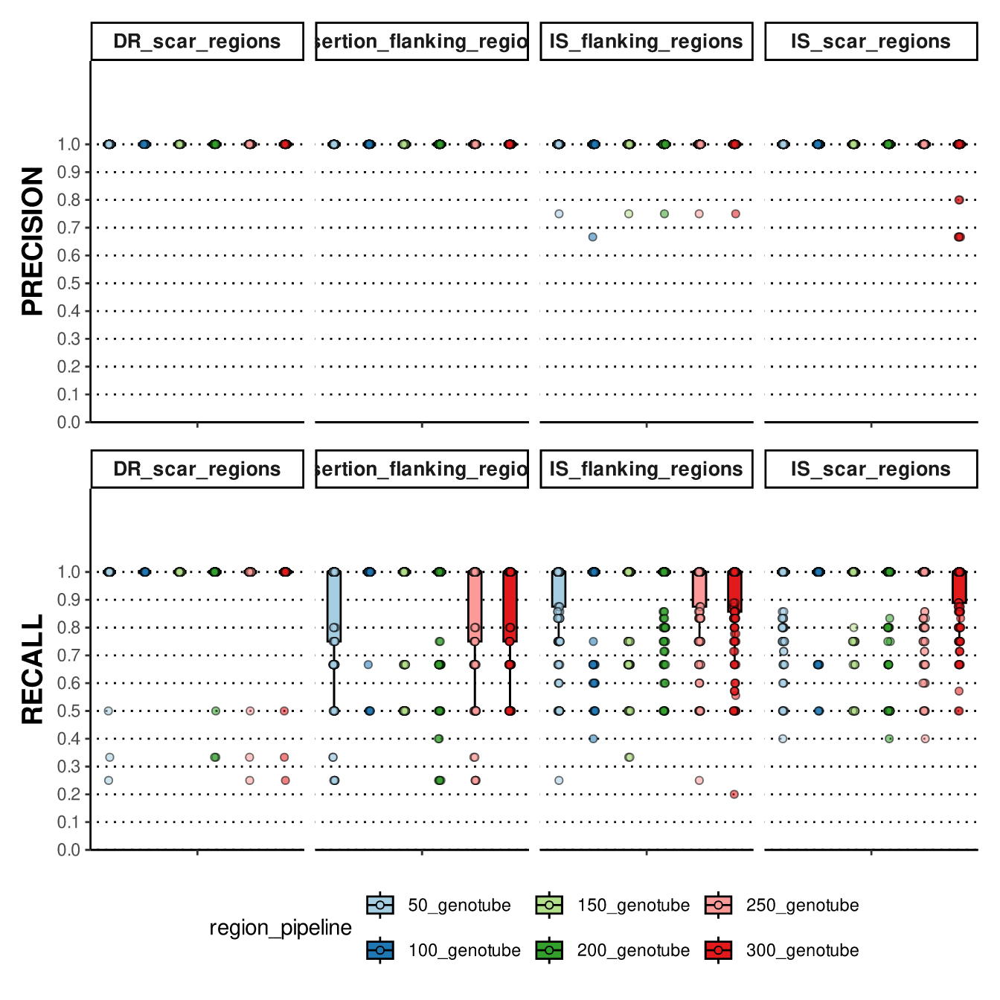 DR_scar_regions
sertion_flanking_regio
IS_flanking_regions
IS_scar_regions
PRECISION
1.0
0.9
0.8
0.7
0.6
0.5
0.4
0.3
0.2
0.1
0.0
DR_scar_regions
sertion_flanking_regio
IS_flanking_regions
IS_scar_regions
RECALL
1.0
0.9
0.8
0.7
0.6
0.5
0.4
0.3
0.2
0.1
0.0
region_pipeline
50_genotube
150_genotube
250_genotube
100_genotube
200_genotube
300_genotube